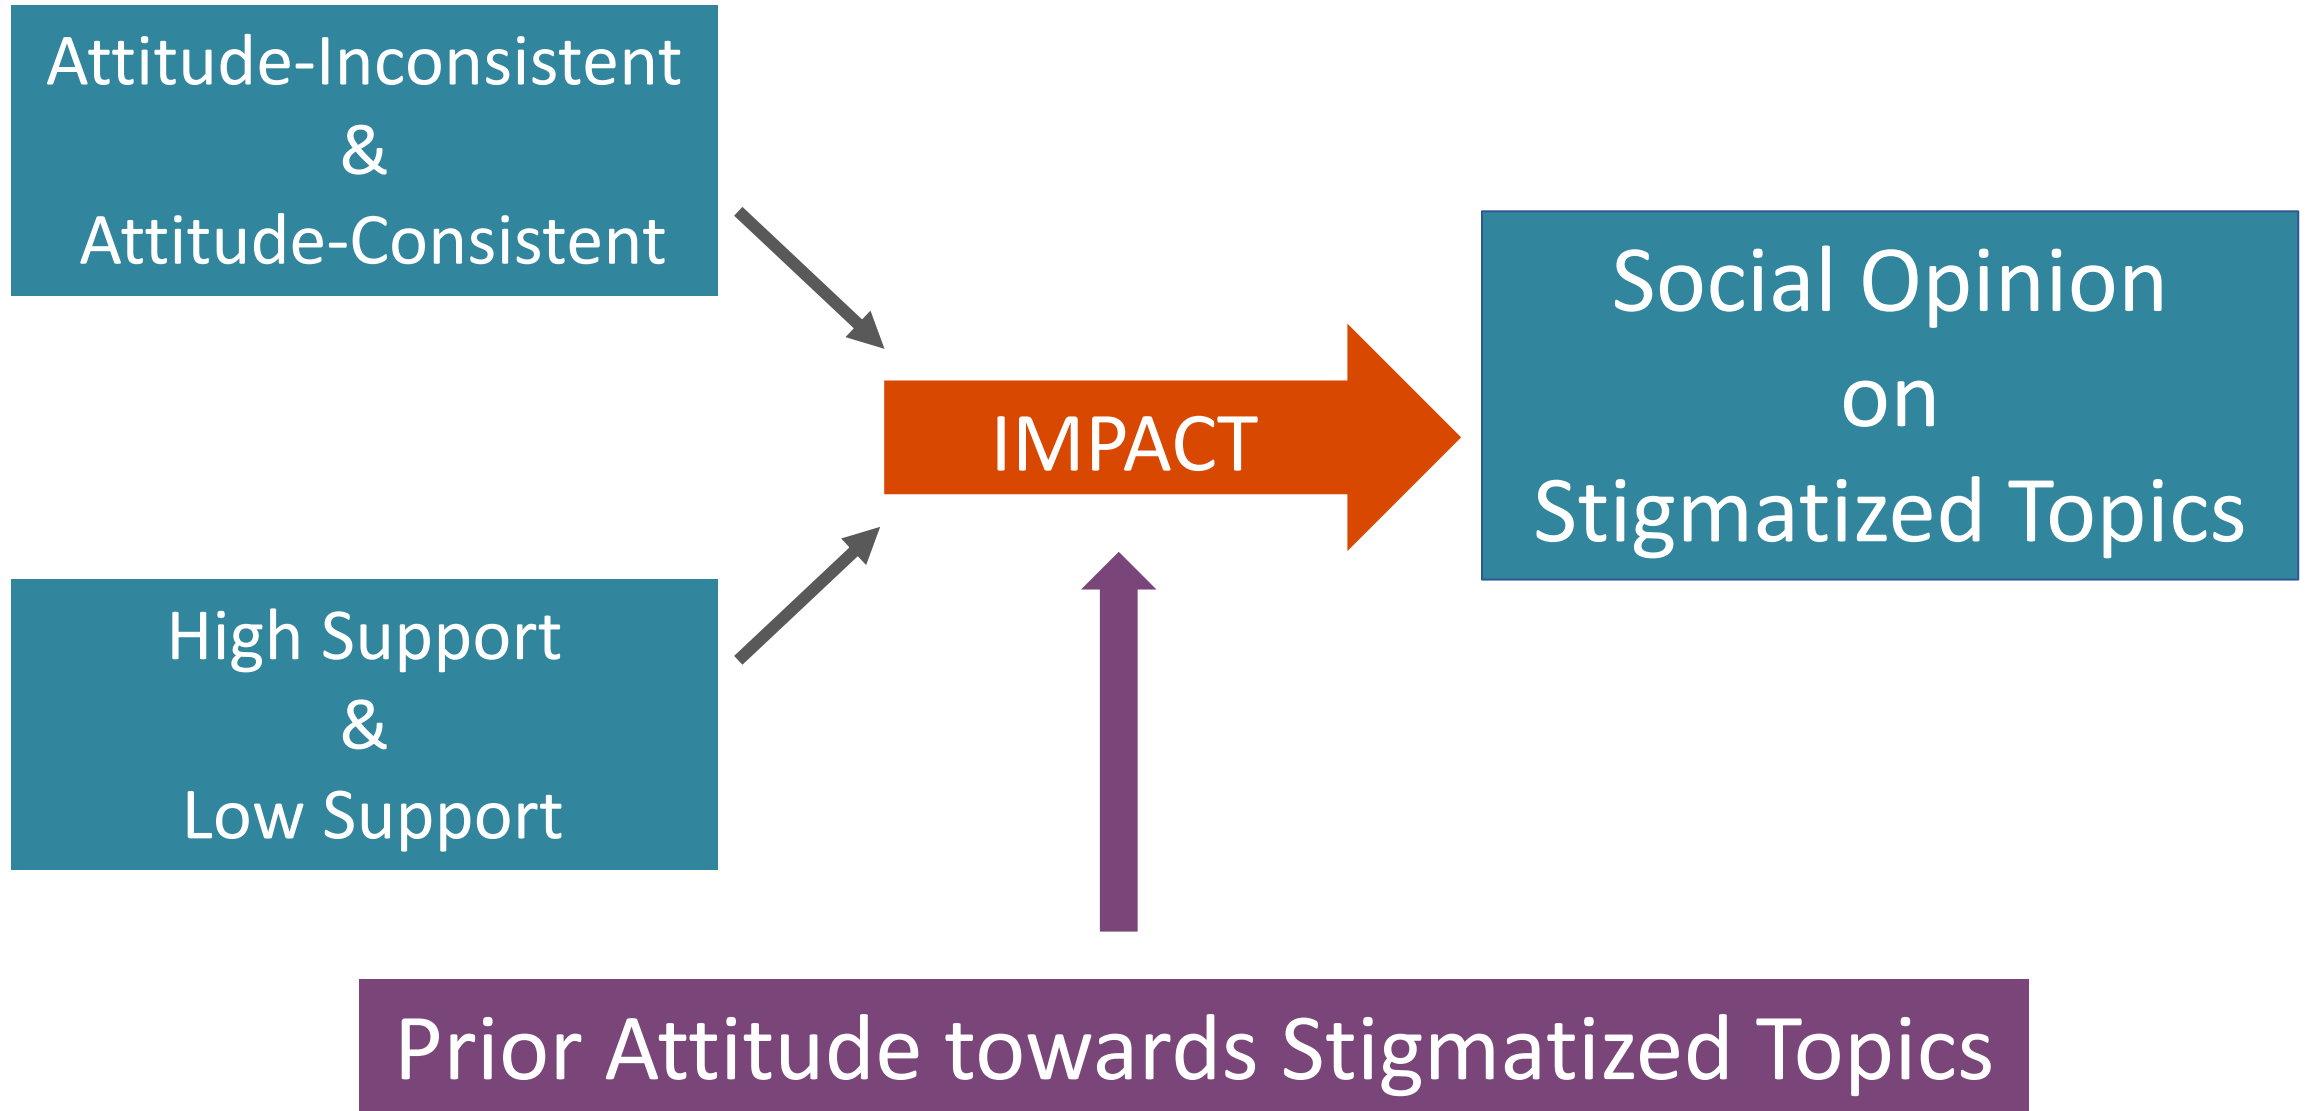 Attitude-Inconsistent
&
Attitude-Consistent
High Support
&
Low Support
IMPACT
Social Opinion
on
Stigmatized Topics
Prior Attitude towards Stigmatized Topics